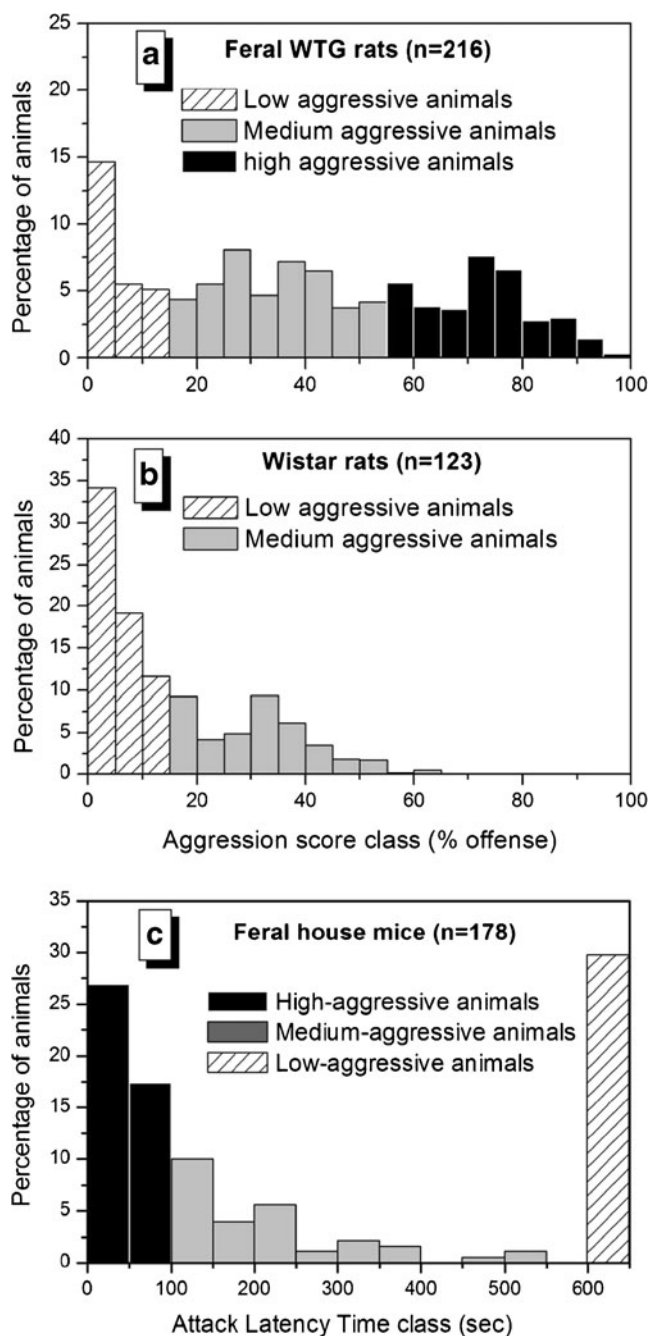 25
20
15
10
5
0
Percentage of animals
a
Feral WTG rats (n=216)
Low aggressive animals
Medium aggressive animals
high aggressive animals
0 20 40 60 80 100
40
35
30
25
20
15
10
5
0
Percentage of animals
b
Wistar rats (n=123)
Low aggressive animals
Medium aggressive animals
0 20 40 60 80 100
Aggression score class (% offense)
35
30
25
20
15
10
5
0
Percentage of animals
c
Feral house mice (n=178)
High-aggressive animals
Medium-aggressive animals
Low-aggressive animals
0 100 200 300 400 500 600
Attack Latency Time class (sec)